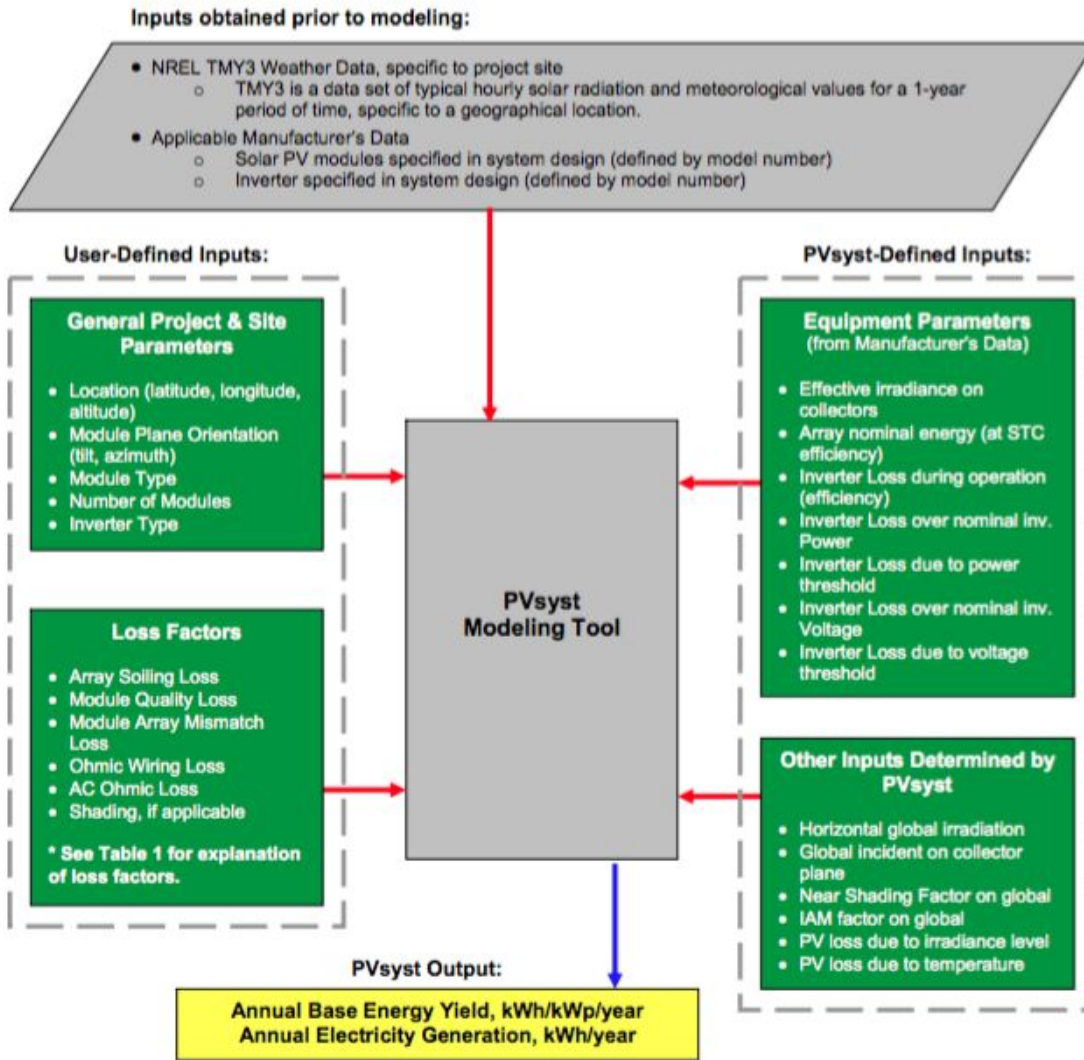 Inputs obtained prior to modeling:
● NREL TMY3 Weather Data, specific to project site
o TMY3 is a data set of typical hourly solar radiation and meteorological values for a 1-year
period of time, specific to a geographical location.
● Applicable Manufacturer's Data
o Solar PV modules specified in system design (defined by model number)
o Inverter specified in system design (defined by model number)
User-Defined Inputs:
General Project & Site
Parameters
● Location (latitude, longitude,
altitude)
● Module Plane Orientation
(tilt, azimuth)
● Module Type
● Number of Modules
● Inverter Type
Loss Factors
● Array Soiling Loss
● Module Quality Loss
● Module Array Mismatch
Loss
● Ohmic Wiring Loss
● AC Ohmic Loss
● Shading, if applicable
* See Table 1 for explanation
of loss factors.
PVsyst
Modeling Tool
PVsyst-Defined Inputs:
Equipment Parameters
(from Manufacturer's Data)
● Effective irradiance on
collectors
● Array nominal energy (at STC
efficiency)
● Inverter Loss during operation
(efficiency)
● Inverter Loss over nominal inv.
Power
● Inverter Loss due to power
threshold
● Inverter Loss over nominal inv.
Voltage
● Inverter Loss due to voltage
threshold
Other Inputs Determined by
PVsyst
● Horizontal global irradiation
● Global incident on collector
plane
● Near Shading Factor on global
● IAM factor on global
● PV loss due to irradiance level
● PV loss due to temperature
PVsyst Output:
Annual Base Energy Yield, kWh/kWp/year
Annual Electricity Generation, kWh/year